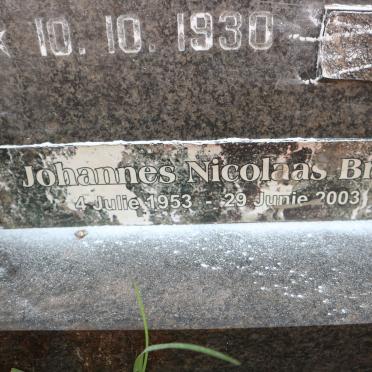 * 10. 10. 1930
Johannes Nicolaas
4 Julie 1953 - 29 Junie 2003